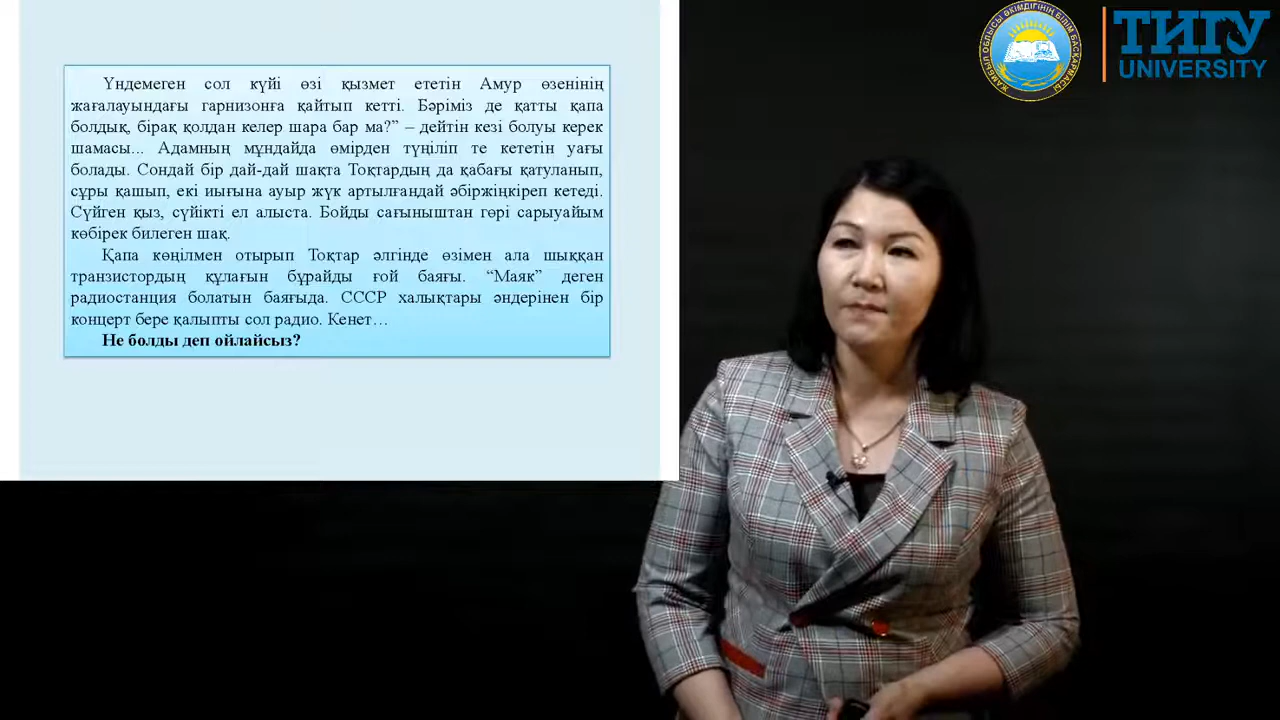 Үндемеген сол күйі өзі қызмет ететін Амур өзенінің
жағалауындағы гарнизонға қайтып кетті. Бәріміз де қатты қапа
болдық, бірақ қолдан келер шара бар ма?” – дейтін кезі болуы керек
шамасы... Адамның мұндайда өмірден түңіліп те кететін уағы
болады. Сондай бір дай-дай шақта Тоқтардың да қабағы қатуланып,
сұры қашып, екі иығына ауыр жүк артылғандай әбіржіңкіреп кетеді.
Сүйген қыз, сүйікті ел алыста. Бойды сағыныштан гөрі сарыуайым
көбірек билеген шақ.
Қапа көңілмен отырып Тоқтар әлгінде өзімен ала шыққан
транзистордың құлағын бұрайды ғой баяғы. “Маяк” деген
радиостанция болатын баяғыда. СССР халықтары әндерінен бір
концерт бере қалыпты сол радио. Кенет…
Не болды деп ойлайсыз?
ЖАМБЫЛ ОБЛЫСЫ ӘКІМДІГІНІҢ БІЛІМ БАСҚАРМАСЫ
ТИГУ
UNIVERSITY